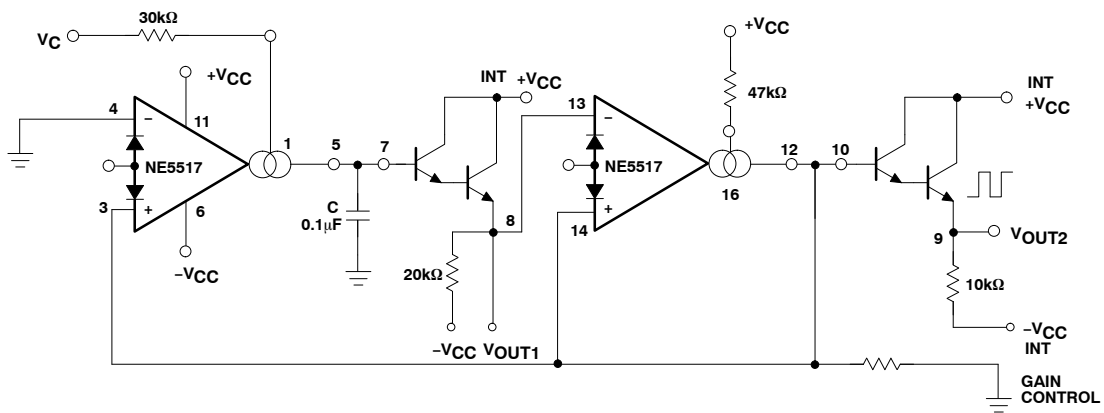 30kΩ
VC
+VCC
4
11
−
NE5517
3
+
6
−VCC
1
5
7
C
0.1μF
INT
+VCC
8
20kΩ
−VCC
VOUT1
13
−
NE5517
+
14
+VCC
47kΩ
16
12
10
INT
+VCC
9
VOUT2
10kΩ
−VCC
INT
GAIN
CONTROL